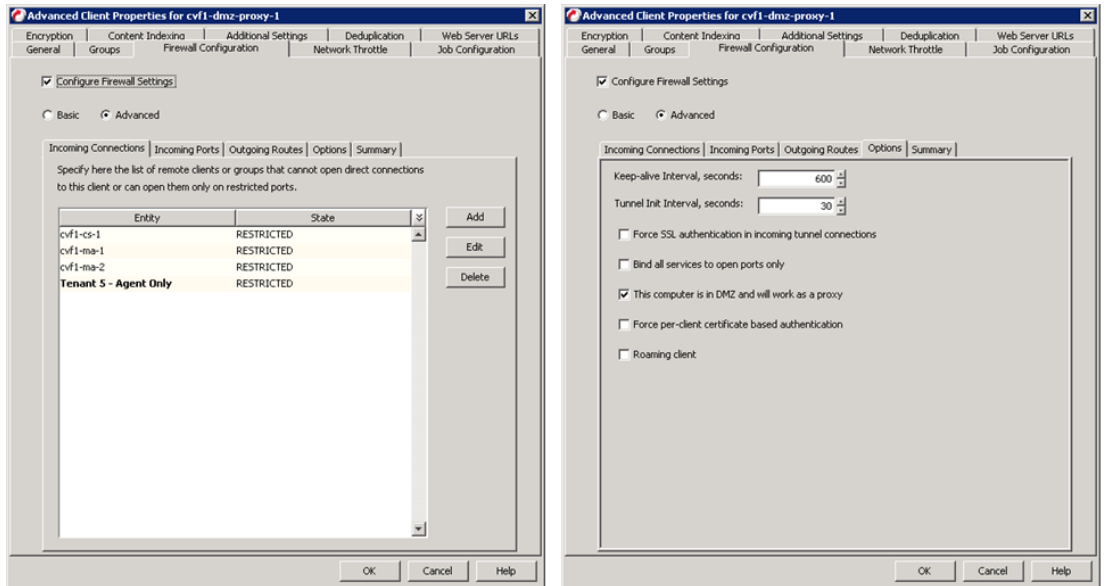 Advanced Client Properties for cvf1-dmz-proxy-1
Encryption Content Indexing Additional Settings Deduplication Web Server URLs
General Groups Firewall Configuration Network Throttle Job Configuration
Configure Firewall Settings
Basic Advanced
Incoming Connections Incoming Ports Outgoing Routes Options Summary
Specify here the list of remote clients or groups that cannot open direct connections
to this client or can open them only on restricted ports.
Entity State
cvf1-cs-1 RESTRICTED
cvf1-ma-1 RESTRICTED
cvf1-ma-2 RESTRICTED
Tenant 5 - Agent Only RESTRICTED
Add
Edit
Delete
OK Cancel Help
Advanced Client Properties for cvf1-dmz-proxy-1
Encryption Content Indexing Additional Settings Deduplication Web Server URLs
General Groups Firewall Configuration Network Throttle Job Configuration
Configure Firewall Settings
Basic Advanced
Incoming Connections Incoming Ports Outgoing Routes Options Summary
Keep-alive Interval, seconds: 600
Tunnel Init Interval, seconds: 30
Force SSL authentication in incoming tunnel connections
Bind all services to open ports only
This computer is in DMZ and will work as a proxy
Force per-client certificate based authentication
Roaming client
OK Cancel Help